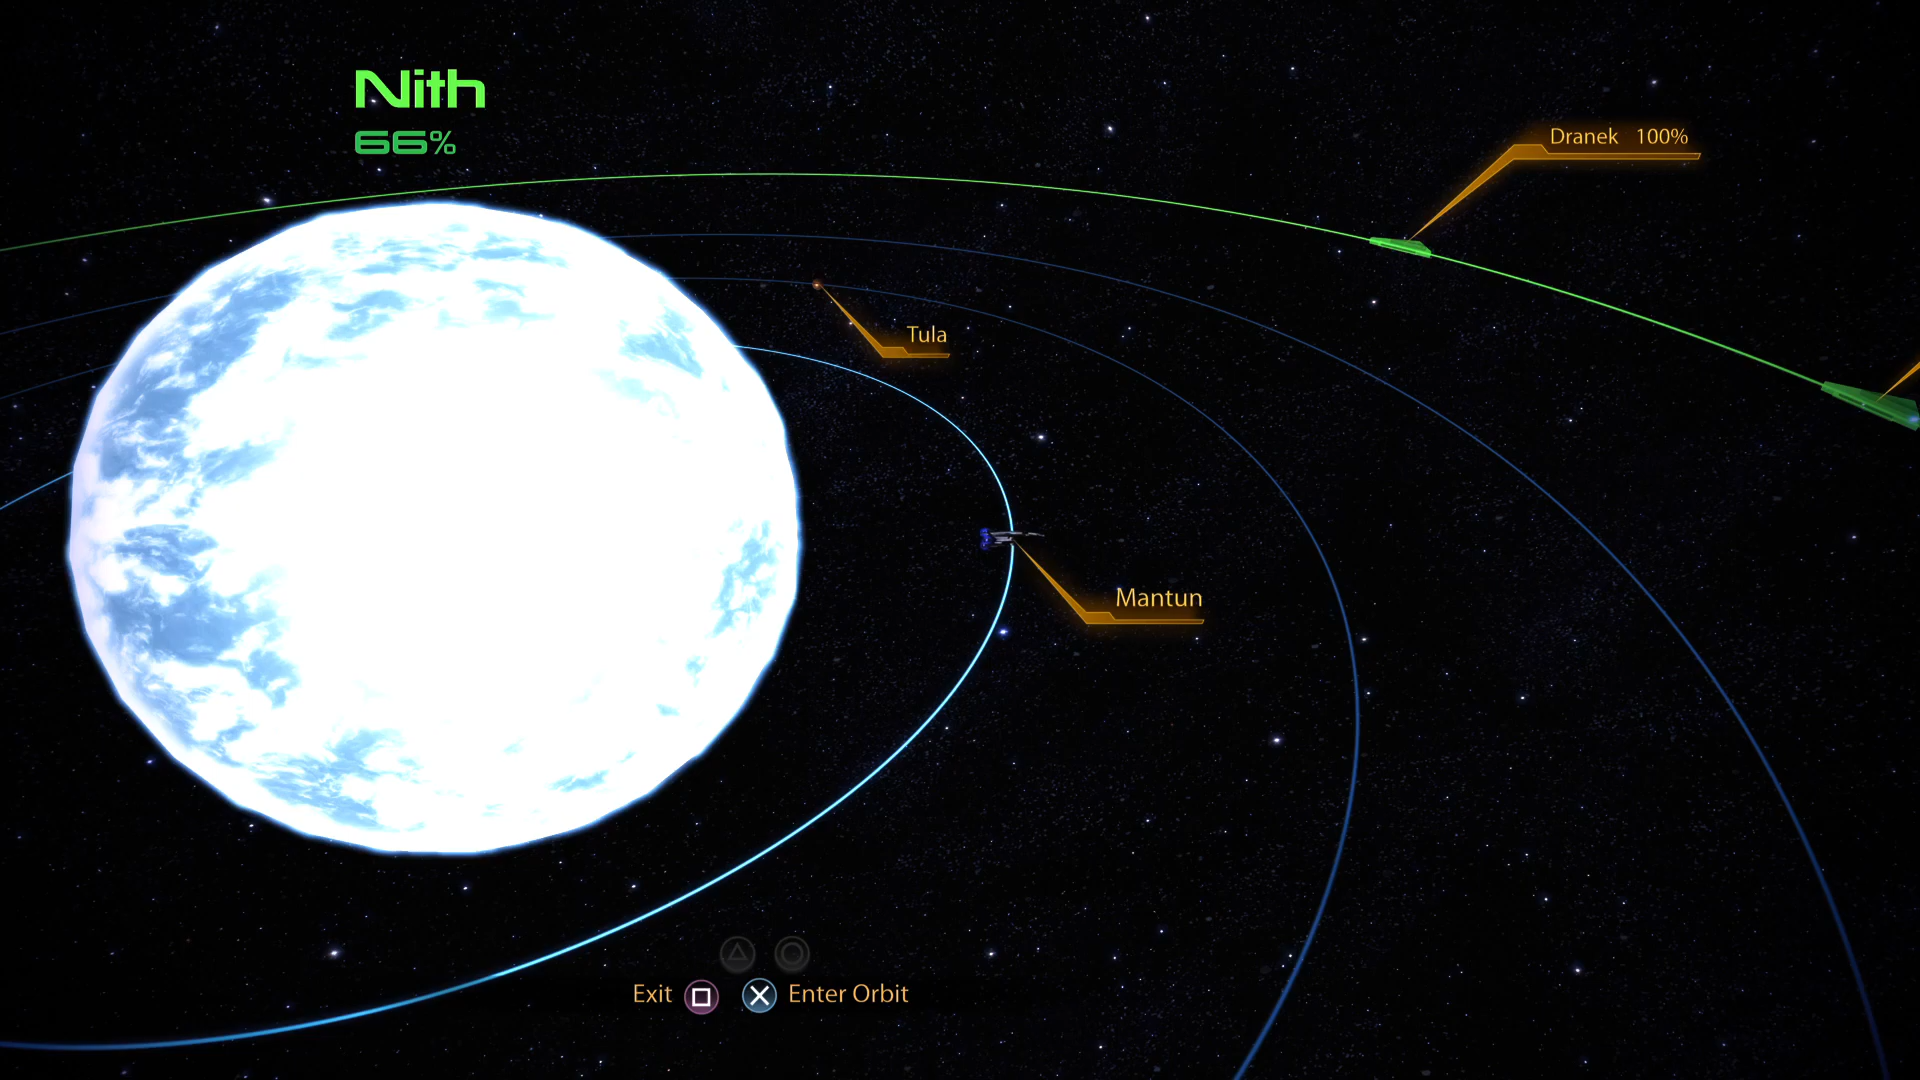 Nith
66%
Dranek 100%
Tula
Mantun
Exit
Enter Orbit